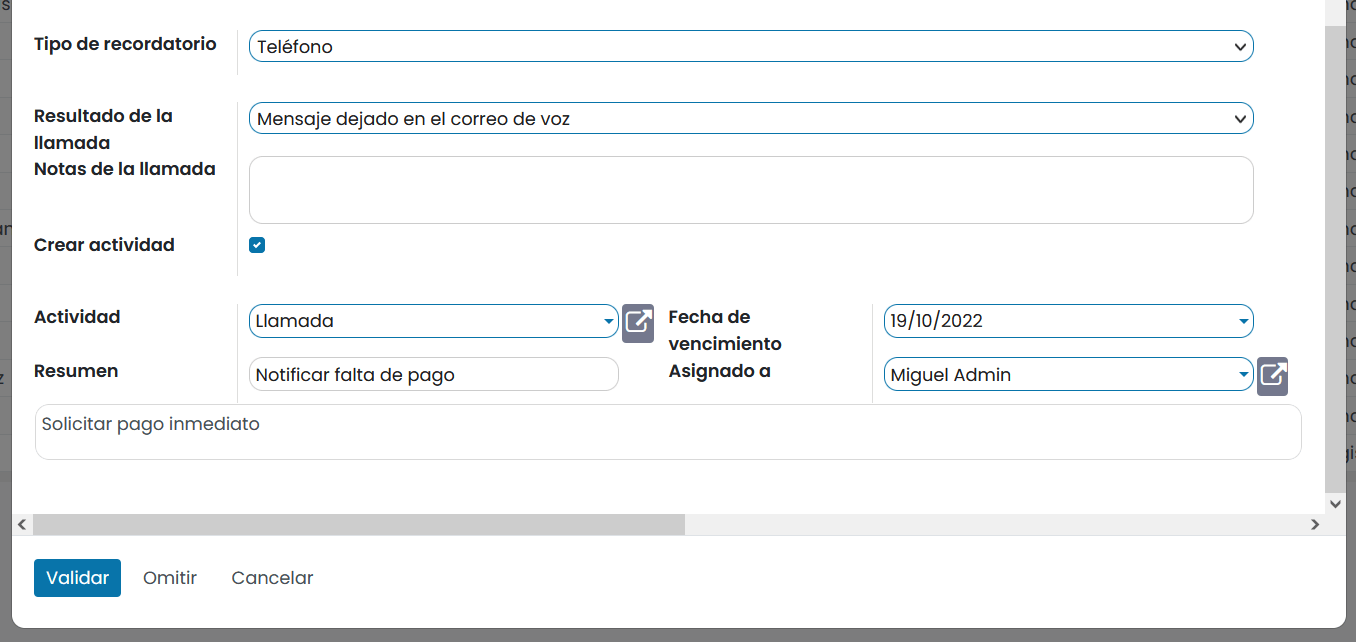 Tipo de recordatorio
Teléfono
Resultado de la
llamada
Mensaje dejado en el correo de voz
Notas de la llamada
Crear actividad
Actividad
Llamada
Fecha de
vencimiento
19/10/2022
Resumen
Notificar falta de pago
Asignado a
Miguel Admin
Solicitar pago inmediato
Validar
Omitir
Cancelar